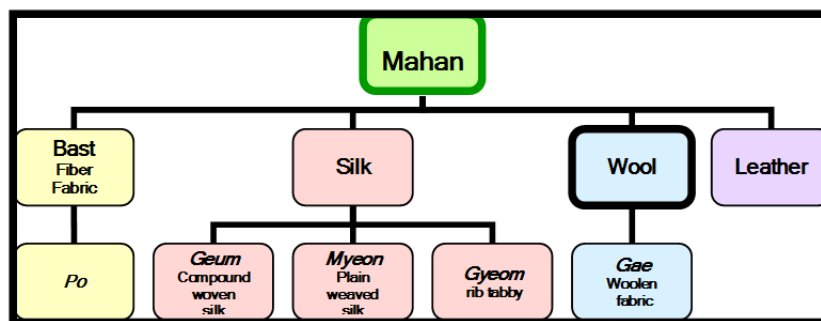 Mahan
Bast
Fiber
Fabric
Silk
Wool
Leather
Po
Geum
Compound
woven
silk
Myeon
Plain
weaved
silk
Gyeom
rib tabby
Gae
Woolen
fabric